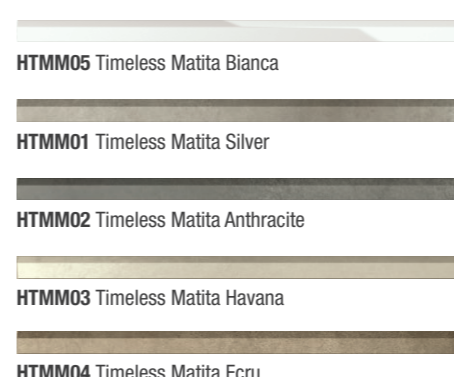 HTMM05 Timeless Matita Bianca
HTMM01 Timeless Matita Silver
HTMM02 Timeless Matita Anthracite
HTMM03 Timeless Matita Havana
HTMM04 Timeless Matita Ecru